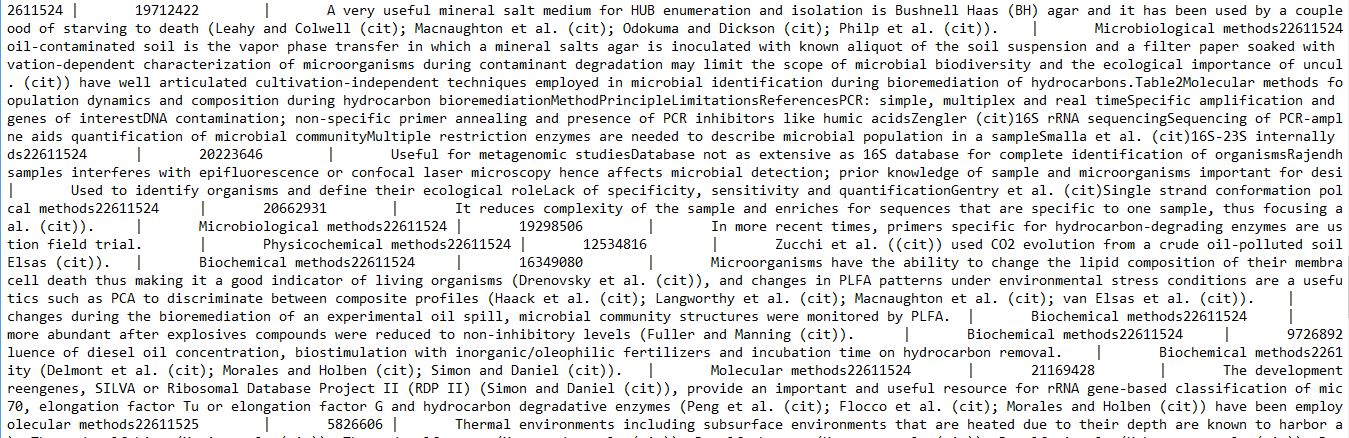 2611524 | 19712422 | A very useful mineral salt medium for HUB enumeration and isolation is Bushnell Haas (BH) agar and it has been used by a couple
ood of starving to death (Leahy and Colwell (cit); Macnaughton et al. (cit); Odokuma and Dickson (cit); Philp et al. (cit)). | Microbiological methods22611524
oil-contaminated soil is the vapor phase transfer in which a mineral salts agar is inoculated with known aliquot of the soil suspension and a filter paper soaked with
vation-dependent characterization of microorganisms during contaminant degradation may limit the scope of microbial biodiversity and the ecological importance of uncul
. (cit)) have well articulated cultivation-independent techniques employed in microbial identification during bioremediation of hydrocarbons.Table2Molecular methods fo
opulation dynamics and composition during hydrocarbon bioremediationMethodPrincipleLimitationsReferencesPCR: simple, multiplex and real timeSpecific amplification and
genes of interestDNA contamination; non-specific primer annealing and presence of PCR inhibitors like humic acidsZengler (cit)16S rRNA sequencingSequencing of PCR-ampl
ne aids quantification of microbial communityMultiple restriction enzymes are needed to describe microbial population in a sampleSmalla et al. (cit)16S-23S internally
ds22611524 | 20223646 | Useful for metagenomic studiesDatabase not as extensive as 16S database for complete identification of organismsRajendh
samples interferes with epifluorescence or confocal laser microscopy hence affects microbial detection; prior knowledge of sample and microorganisms important for desi
| Used to identify organisms and define their ecological roleLack of specificity, sensitivity and quantificationGentry et al. (cit)Single strand conformation pol
cal methods22611524 | 20662931 | It reduces complexity of the sample and enriches for sequences that are specific to one sample, thus focusing a
al. (cit)). | Microbiological methods22611524 | 19298506 | In more recent times, primers specific for hydrocarbon-degrading enzymes are us
tion field trial. | Physicochemical methods22611524 | 12534816 | Zucchi et al. ((cit)) used CO2 evolution from a crude oil-polluted soil
Elsas (cit)). | Biochemical methods22611524 | 16349080 | Microorganisms have the ability to change the lipid composition of their membra
cell death thus making it a good indicator of living organisms (Drenovsky et al. (cit)), and changes in PLFA patterns under environmental stress conditions are a usefu
tics such as PCA to discriminate between composite profiles (Haack et al. (cit); Langworthy et al. (cit); Macnaughton et al. (cit); van Elsas et al. (cit)). |
changes during the bioremediation of an experimental oil spill, microbial community structures were monitored by PLFA. | Biochemical methods22611524 |
more abundant after explosives compounds were reduced to non-inhibitory levels (Fuller and Manning (cit)). | Biochemical methods22611524 | 9726892
luence of diesel oil concentration, biostimulation with inorganic/oleophilic fertilizers and incubation time on hydrocarbon removal. | Biochemical methods2261
ity (Delmont et al. (cit); Morales and Holben (cit); Simon and Daniel (cit)). | Molecular methods22611524 | 21169428 | The development
reengenes, SILVA or Ribosomal Database Project II (RDP II) (Simon and Daniel (cit)), provide an important and useful resource for rRNA gene-based classification of mic
70, elongation factor Tu or elongation factor G and hydrocarbon degradative enzymes (Peng et al. (cit); Flocco et al. (cit); Morales and Holben (cit)) have been employ
olecular methods22611525 | 5826606 | Thermal environments including subsurface environments that are heated due to their depth are known to harbor a